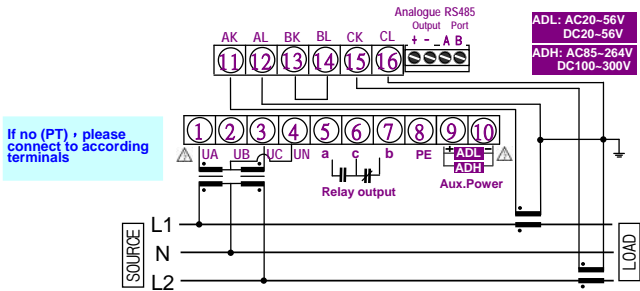 Analogue RS485
Output Port
+ - A B
AK AL BK BL CK CL
11 12 13 14 15 16
ADL: AC20~56V
DC20~56V
ADH: AC85~264V
DC100~300V
If no (PT), please
connect to according
terminals
1 2 3 4 5 6 7 8 9 10
UA UB UC UN a c b PE + ADL -
ADH
Relay output
Aux.Power
SOURCE
L1
N
L2
LOAD